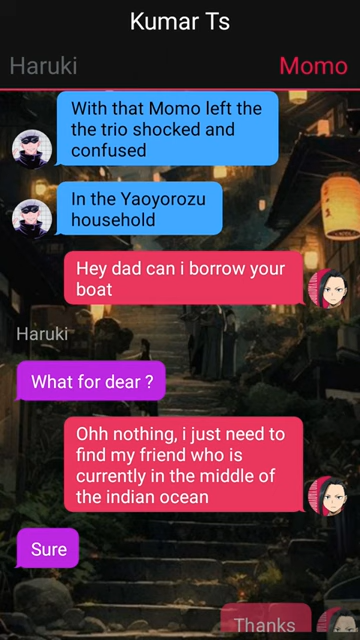 Kumar Ts
Haruki
Momo
With that Momo left the
the trio shocked and
confused
In the Yaoyorozu
household
Hey dad can i borrow your
boat
Haruki
What for dear ?
Ohh nothing, i just need to
find my friend who is
currently in the middle of
the indian ocean
Sure
Thanks